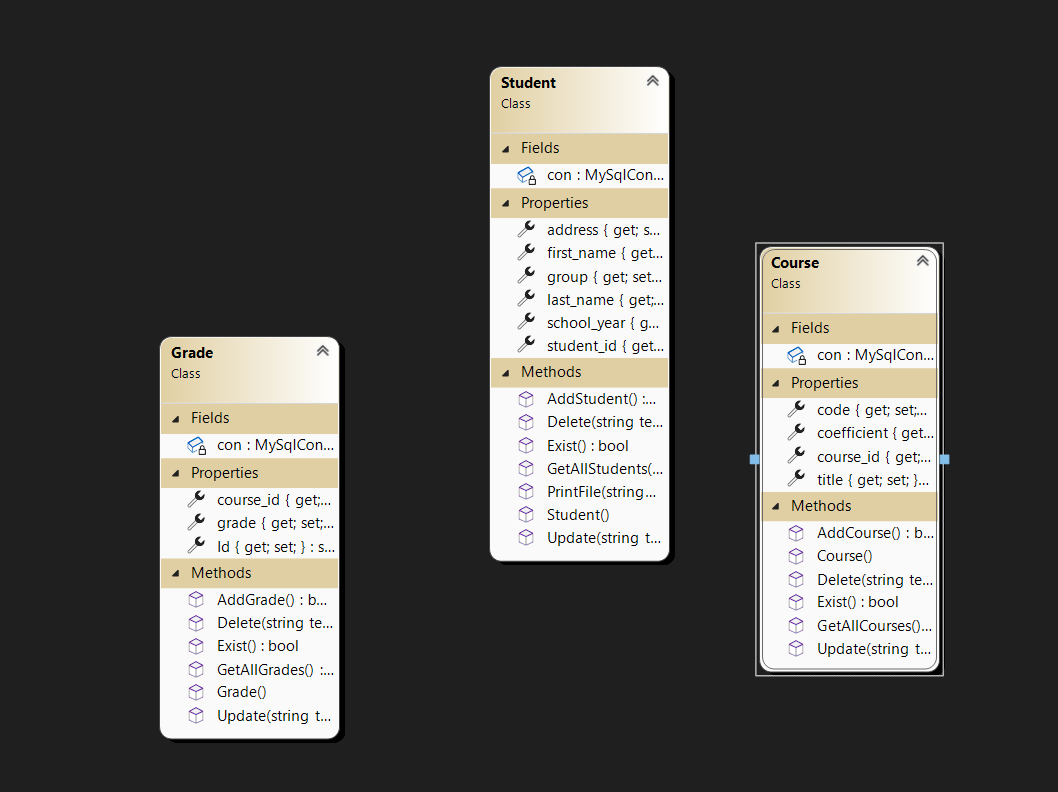 Student
Class
Fields
con : MySqlCon...
Properties
address { get; s...
first_name { get...
group { get; set...
last_name { get;...
school_year { g...
student_id { get...
Methods
AddStudent() :...
Delete(string te...
Exist() : bool
GetAllStudents(...
PrintFile(string...
Student()
Update(string t...
Course
Class
Fields
con : MySqlCon...
Properties
code { get; set;...
coefficient { get...
course_id { get;...
title { get; set; }...
Methods
AddCourse() : b...
Course()
Delete(string te...
Exist() : bool
GetAllCourses()...
Update(string t...
Grade
Class
Fields
con : MySqlCon...
Properties
course_id { get;...
grade { get; set;...
Id { get; set; } : s...
Methods
AddGrade() : b...
Delete(string te...
Exist() : bool
GetAllGrades() :...
Grade()
Update(string t...